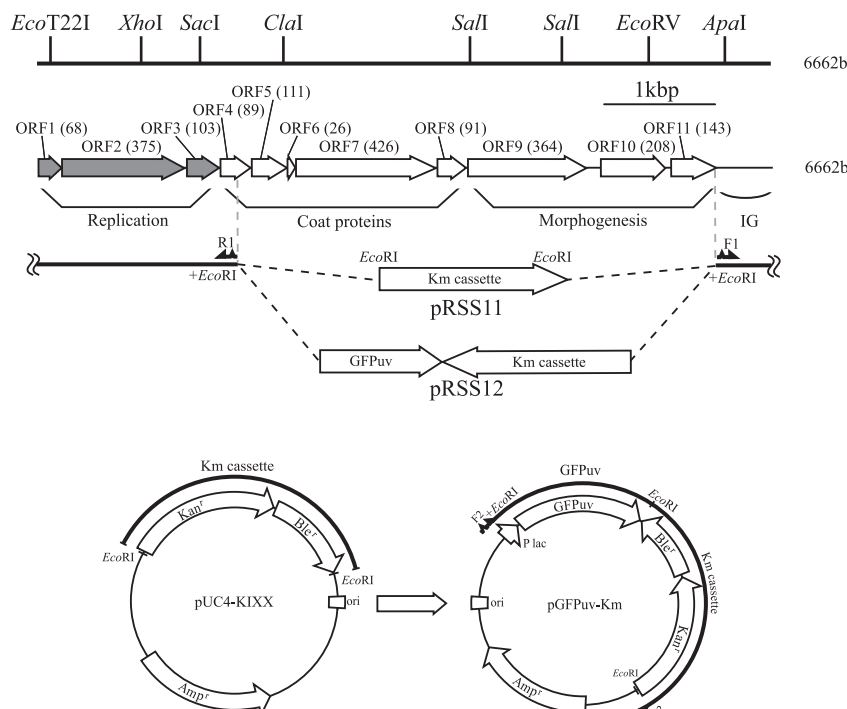 EcoT22I XhoI SacI ClaI SalI SalI EcoRV ApaI
6662b
1kbp
ORF5 (111)
ORF4 (89)
ORF1 (68) ORF3 (103) ORF6 (26) ORF8 (91) ORF11 (143)
ORF2 (375) ORF7 (426) ORF9 (364) ORF10 (208)
6662b
Replication Coat proteins Morphogenesis IG
R1 EcoRI EcoRI F1
+EcoRI Km cassette +EcoRI
pRSS11
GFPuv Km cassette
pRSS12
Km cassette GFPuv
Kanʳ Bleʳ F2 +EcoRI GFPuv EcoRI
P lac Bleʳ Km cassette
EcoRI EcoRI
pUC4-KIXX ori ori pGFPuv-Km
Kanʳ
EcoRI
Ampʳ Ampʳ